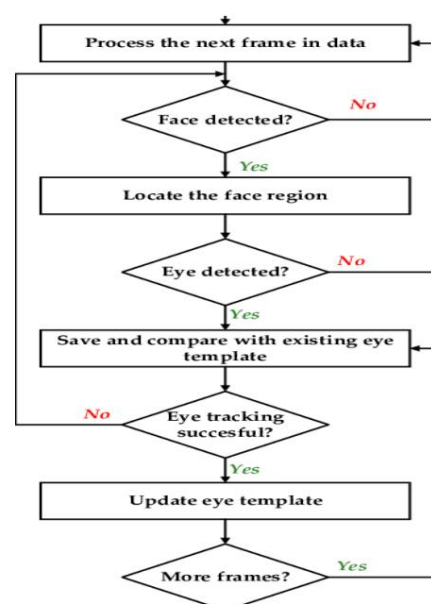 Process the next frame in data
Face detected?
No
Yes
Locate the face region
Eye detected?
No
Yes
Save and compare with existing eye
template
Eye tracking
succesful?
No
Yes
Update eye template
More frames?
Yes